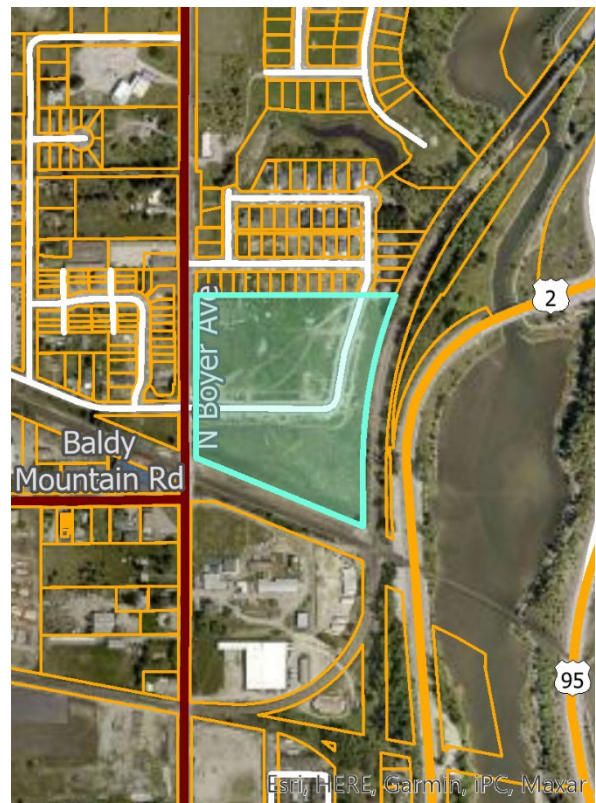 2
N Boyer Ave
Baldy
Mountain Rd
95
Esri, HERE, Garmin, iPC, Maxar